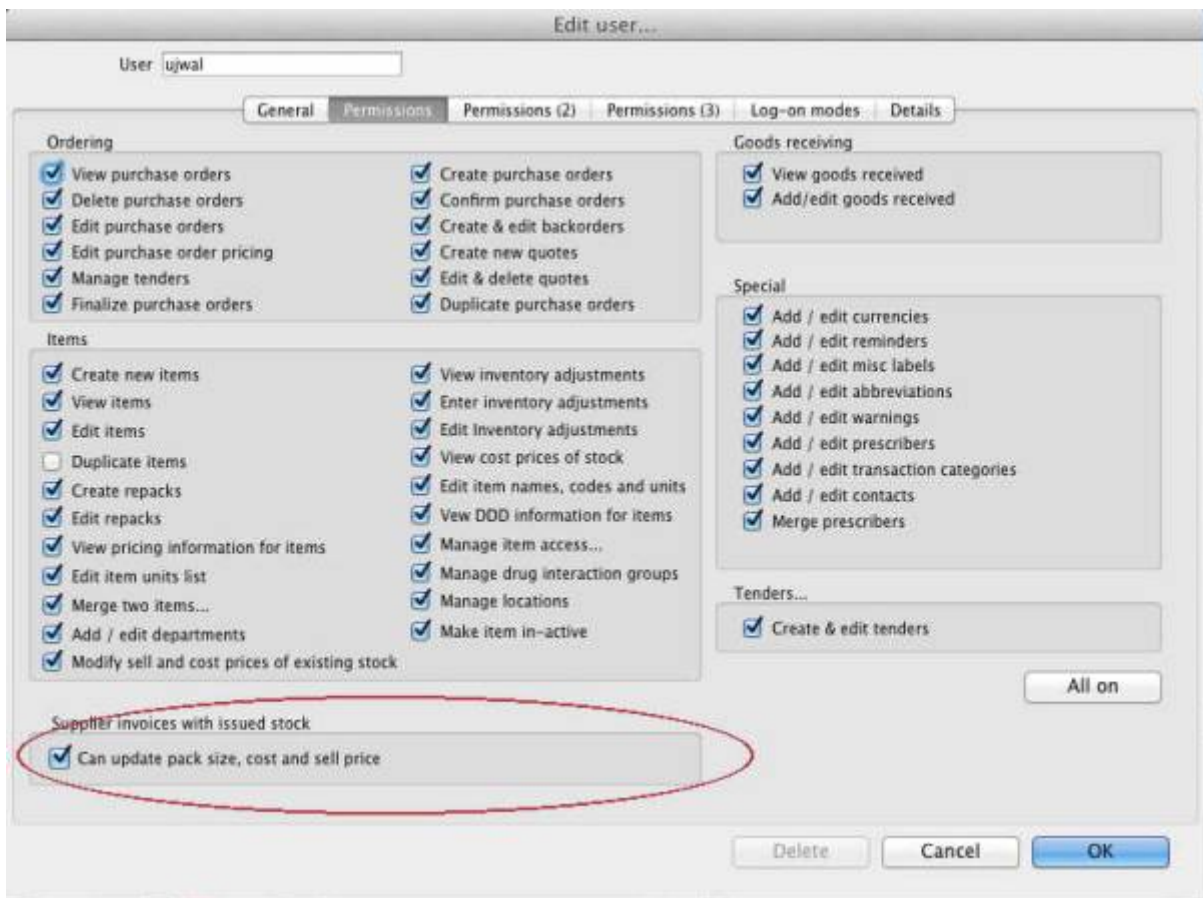 Edit user...
User ujwal
General Permissions Permissions (2) Permissions (3) Log-on modes Details
Ordering
View purchase orders
Delete purchase orders
Edit purchase orders
Edit purchase order pricing
Manage tenders
Finalize purchase orders
Create purchase orders
Confirm purchase orders
Create & edit backorders
Create new quotes
Edit & delete quotes
Duplicate purchase orders
Items
Create new items
View items
Edit items
Duplicate items
Create repacks
Edit repacks
View pricing information for items
Edit item units list
Merge two items...
Add / edit departments
Modify sell and cost prices of existing stock
View inventory adjustments
Enter inventory adjustments
Edit Inventory adjustments
View cost prices of stock
Edit item names, codes and units
Vew DDD information for items
Manage item access...
Manage drug interaction groups
Manage locations
Make item in-active
Supplier invoices with issued stock
Can update pack size, cost and sell price
Goods receiving
View goods received
Add/edit goods received
Special
Add / edit currencies
Add / edit reminders
Add / edit misc labels
Add / edit abbreviations
Add / edit warnings
Add / edit prescribers
Add / edit transaction categories
Add / edit contacts
Merge prescribers
Tenders...
Create & edit tenders
All on
Delete Cancel OK